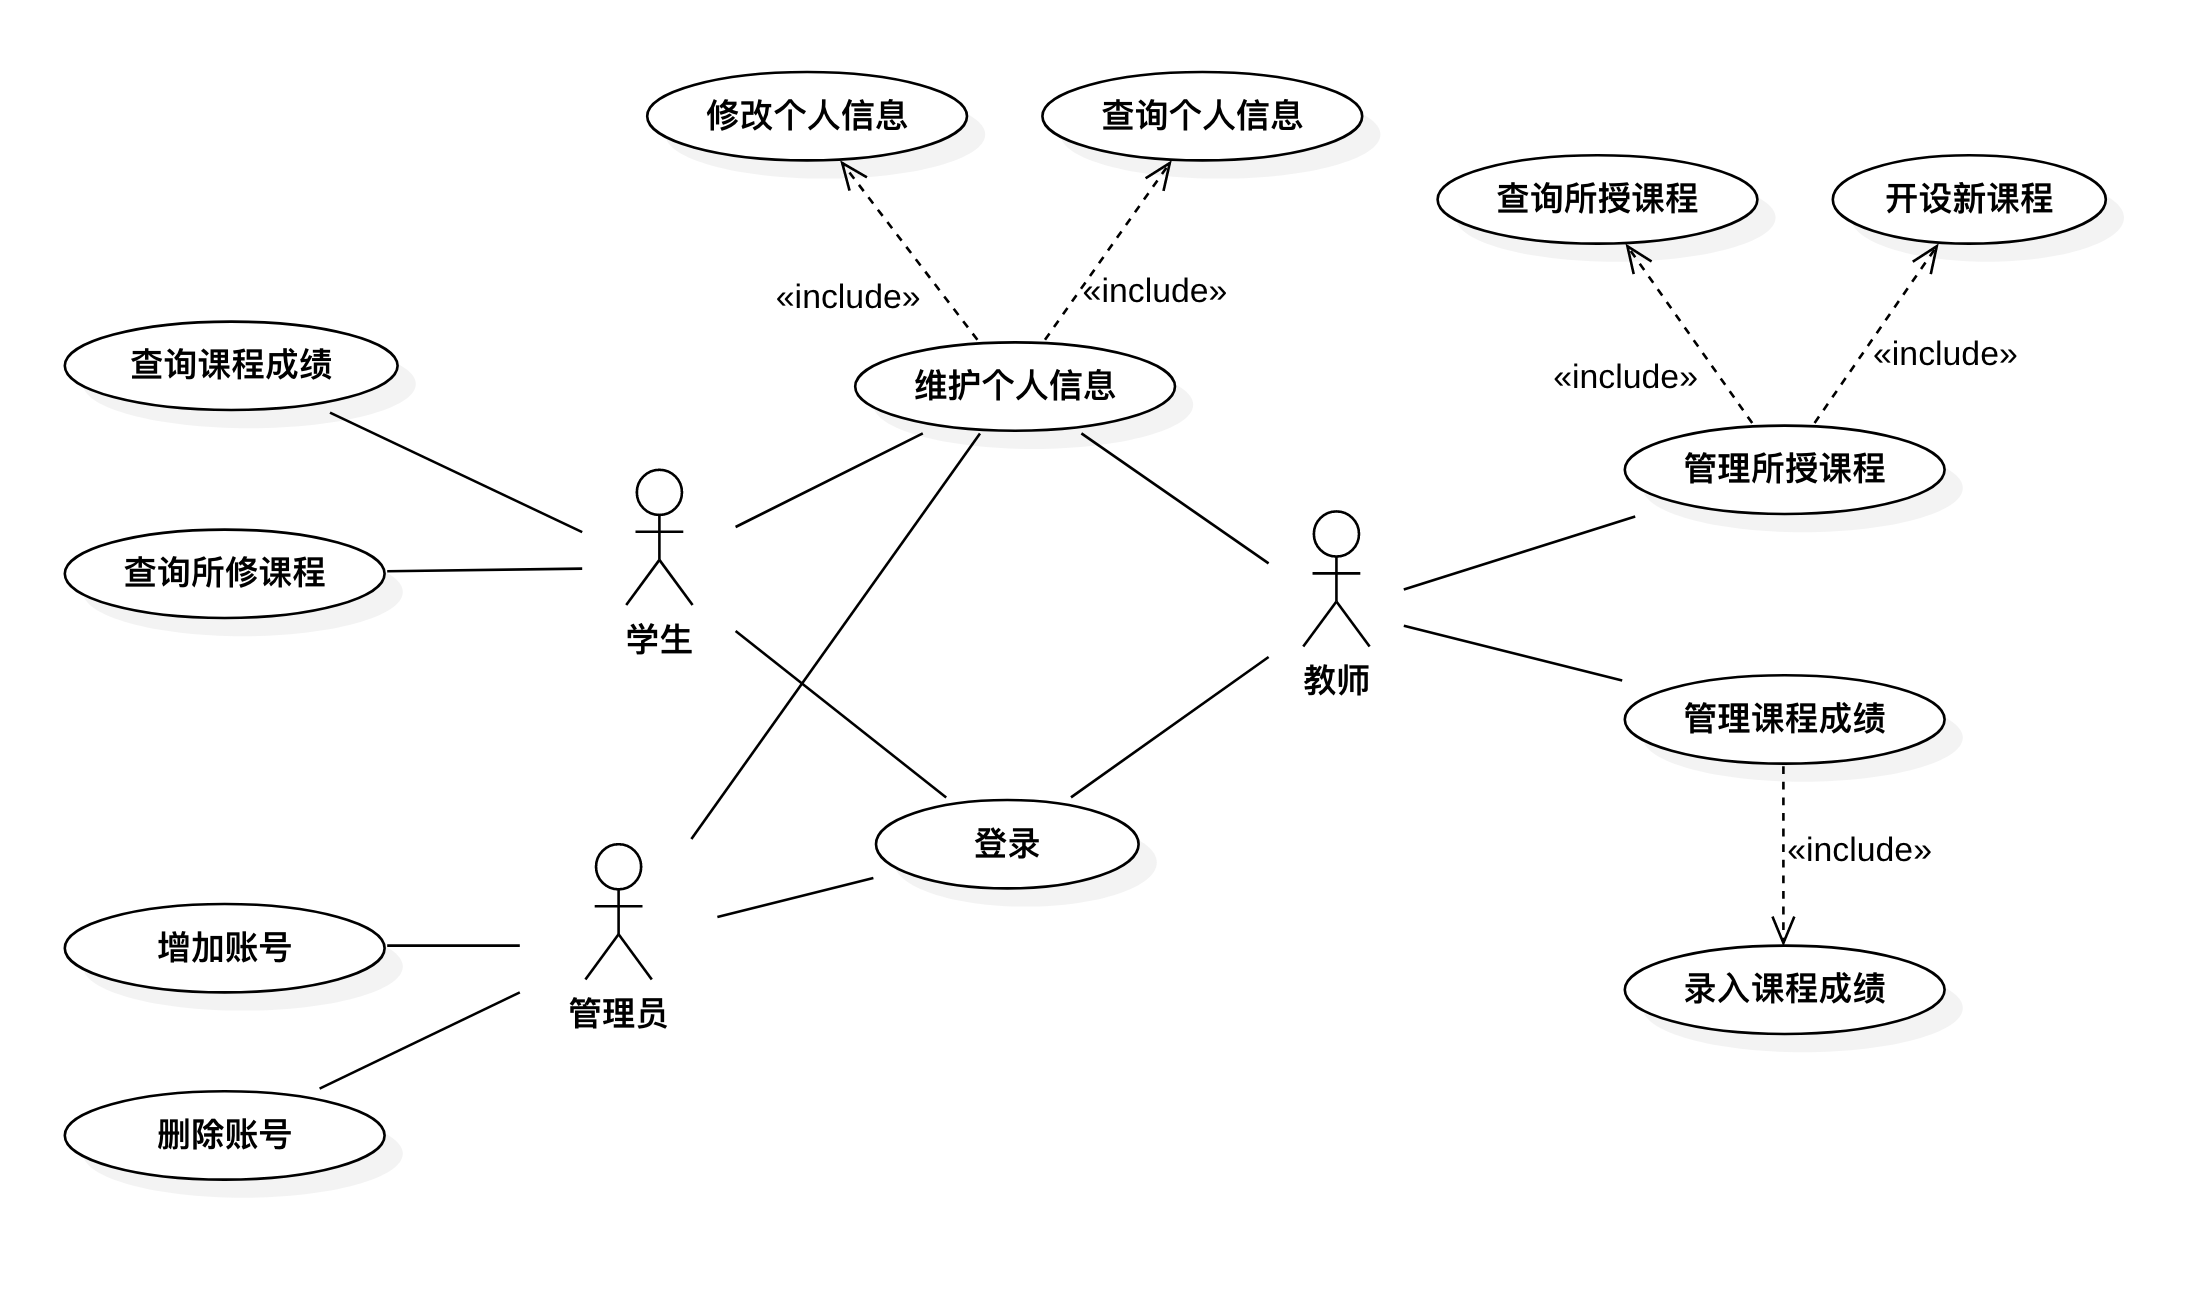 修改个人信息
查询个人信息
查询所授课程
开设新课程
«include»
«include»
«include»
«include»
查询课程成绩
维护个人信息
管理所授课程
查询所修课程
学生
教师
管理课程成绩
登录
«include»
增加账号
管理员
录入课程成绩
删除账号